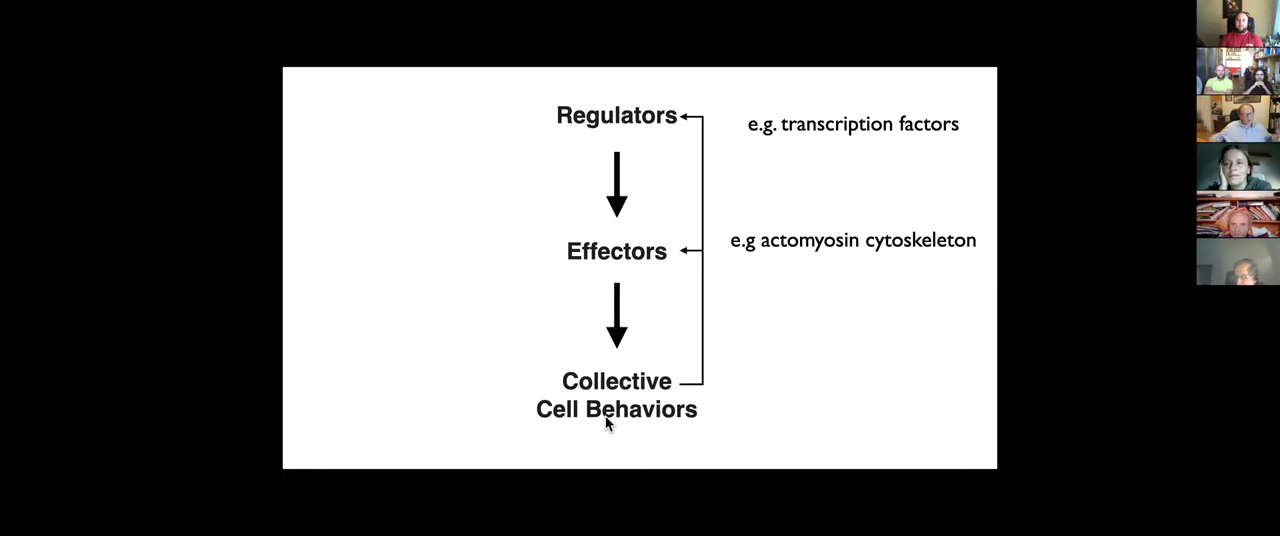 Regulators
e.g. transcription factors
Effectors
e.g actomyosin cytoskeleton
Collective
Cell Behaviors